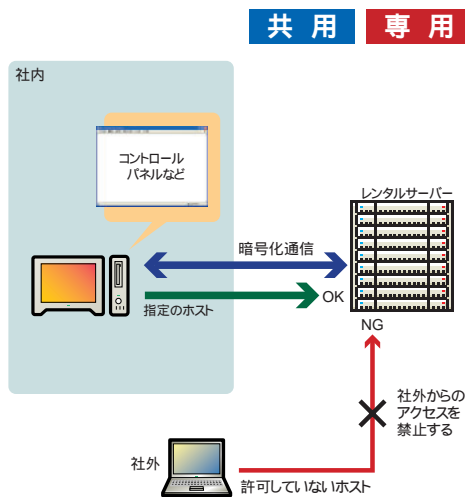 共用
専用
社内
コントロール
パネルなど
レンタルサーバー
暗号化通信
指定のホスト
OK
NG
社外からの
アクセスを
禁止する
社外
許可していないホスト